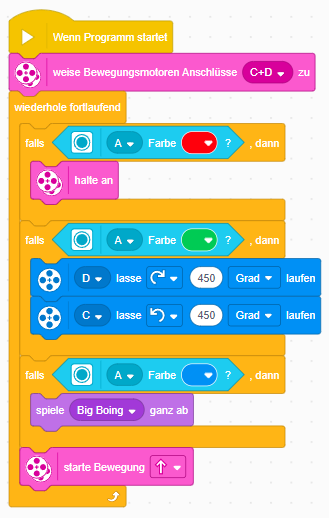 Wenn Programm startet
weise Bewegungsmotoren Anschlüsse C+D zu
wiederhole fortlaufend
falls A Farbe ? , dann
halte an
falls A Farbe ? , dann
D lasse 450 Grad laufen
C lasse 450 Grad laufen
falls A Farbe ? , dann
spiele Big Boing ganz ab
starte Bewegung